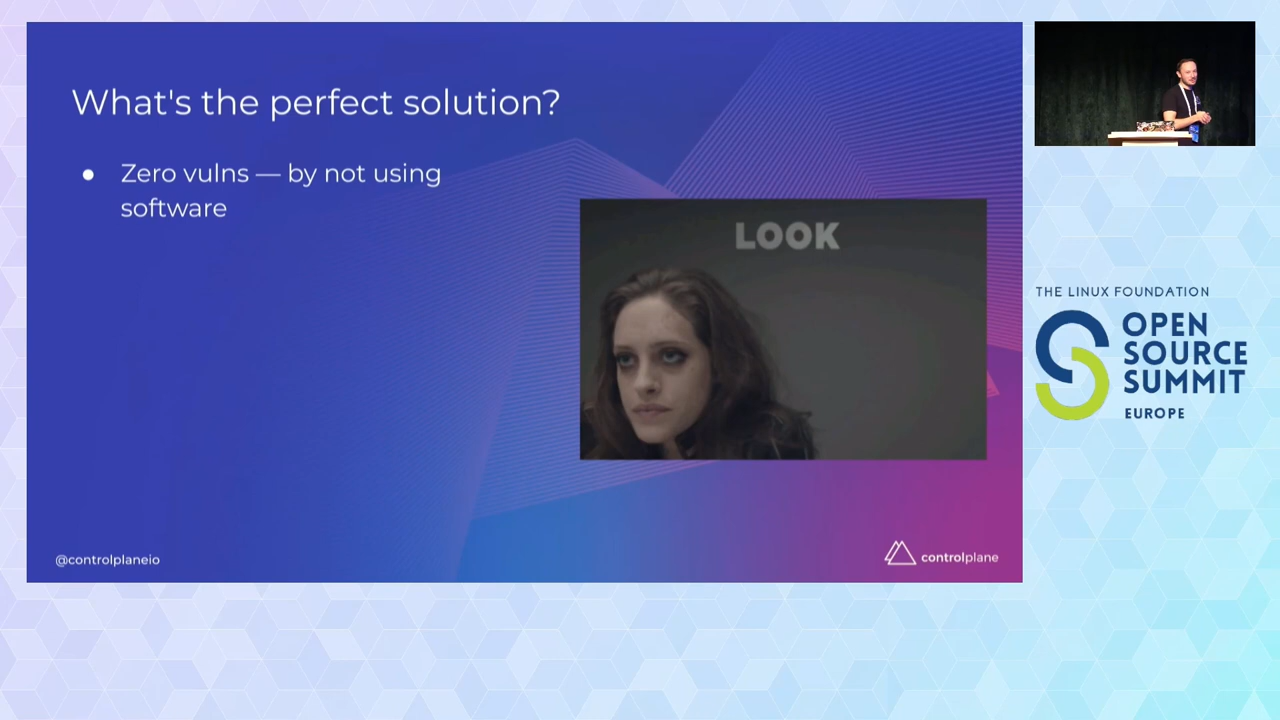 What's the perfect solution?
● Zero vulns — by not using
software
LOOK
@controlplaneio
controlplane
THE LINUX FOUNDATION
OPEN
SOURCE
SUMMIT
EUROPE